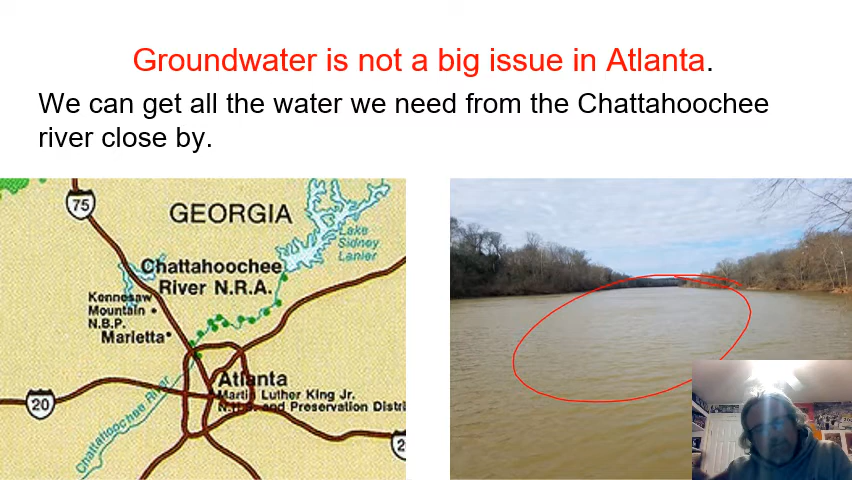 Groundwater is not a big issue in Atlanta.
We can get all the water we need from the Chattahoochee
river close by.
75
GEORGIA
Lake
Sidney
Lanier
Chattahoochee
River N.R.A.
Kennesaw
Mountain
N.B.P.
Marietta
Atlanta
Martin Luther King Jr.
N.H.S. and Preservation Distri
20
Chattahoochee River
2